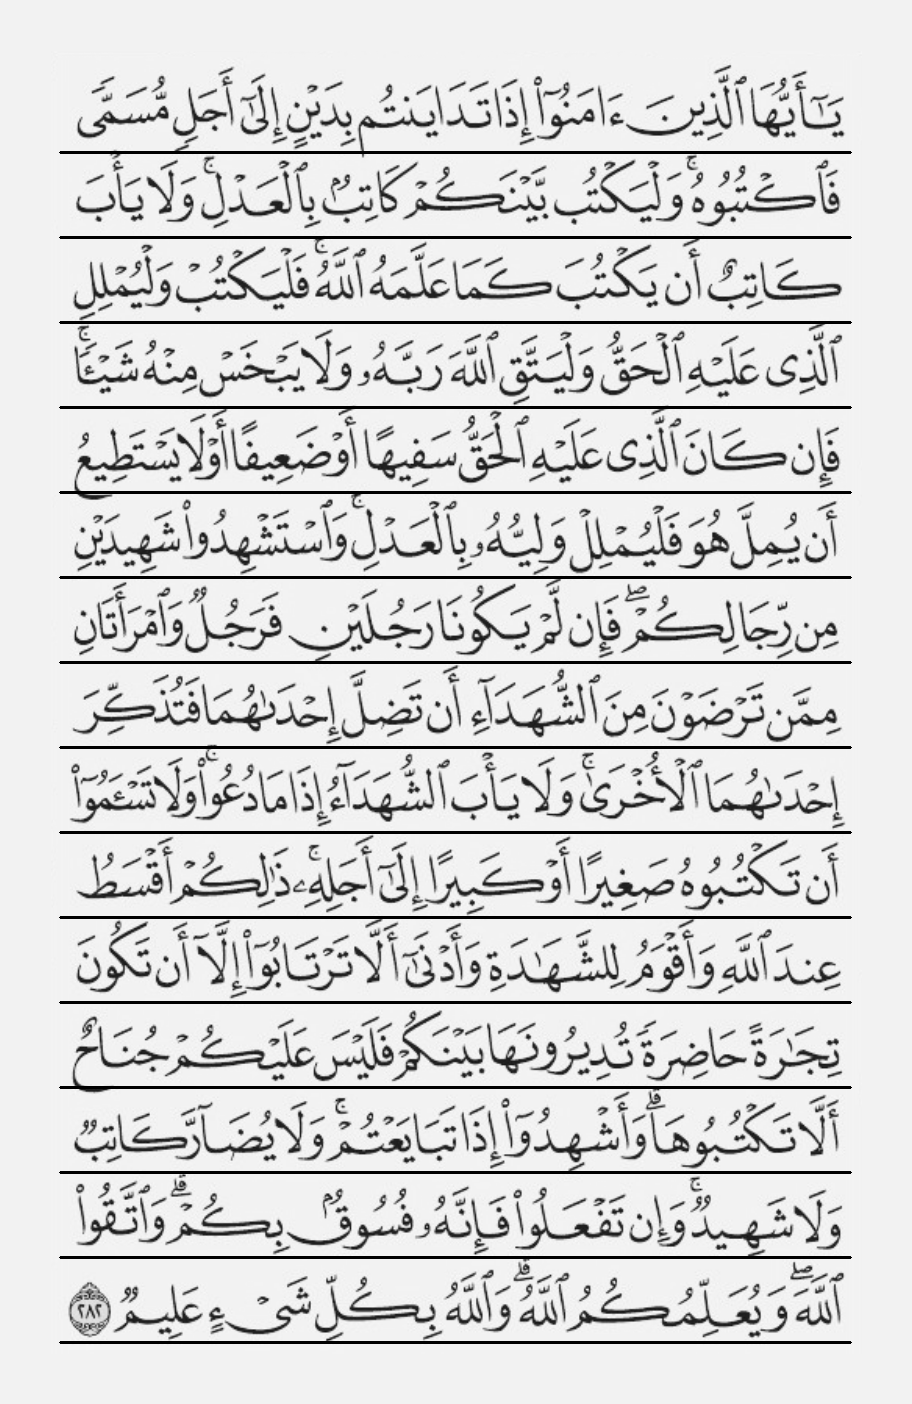 يَـٰٓأَيُّهَا ٱلَّذِينَ ءَامَنُوٓا۟ إِذَا تَدَايَنتُم بِدَيْنٍ إِلَىٰٓ أَجَلٍ مُّسَمًّى
فَٱكْتُبُوهُ ۚ وَلْيَكْتُب بَّيْنَكُمْ كَاتِبٌۢ بِٱلْعَدْلِ ۚ وَلَا يَأْبَ
كَاتِبٌ أَن يَكْتُبَ كَمَا عَلَّمَهُ ٱللَّهُ ۚ فَلْيَكْتُبْ وَلْيُمْلِلِ
ٱلَّذِى عَلَيْهِ ٱلْحَقُّ وَلْيَتَّقِ ٱللَّهَ رَبَّهُۥ وَلَا يَبْخَسْ مِنْهُ شَيْـًٔا ۚ
فَإِن كَانَ ٱلَّذِى عَلَيْهِ ٱلْحَقُّ سَفِيهًا أَوْ ضَعِيفًا أَوْ لَا يَسْتَطِيعُ
أَن يُمِلَّ هُوَ فَلْيُمْلِلْ وَلِيُّهُۥ بِٱلْعَدْلِ ۚ وَٱسْتَشْهِدُوا۟ شَهِيدَيْنِ
مِن رِّجَالِكُمْ ۖ فَإِن لَّمْ يَكُونَا رَجُلَيْنِ فَرَجُلٌ وَٱمْرَأَتَانِ
مِمَّن تَرْضَوْنَ مِنَ ٱلشُّهَدَآءِ أَن تَضِلَّ إِحْدَىٰهُمَا فَتُذَكِّرَ
إِحْدَىٰهُمَا ٱلْأُخْرَىٰ ۚ وَلَا يَأْبَ ٱلشُّهَدَآءُ إِذَا مَا دُعُوا۟ ۚ وَلَا تَسْـَٔمُوٓا۟
أَن تَكْتُبُوهُ صَغِيرًا أَوْ كَبِيرًا إِلَىٰٓ أَجَلِهِۦ ۚ ذَٰلِكُمْ أَقْسَطُ
عِندَ ٱللَّهِ وَأَقْوَمُ لِلشَّهَـٰدَةِ وَأَدْنَىٰٓ أَلَّا تَرْتَابُوٓا۟ إِلَّآ أَن تَكُونَ
تِجَـٰرَةً حَاضِرَةً تُدِيرُونَهَا بَيْنَكُمْ فَلَيْسَ عَلَيْكُمْ جُنَاحٌ
أَلَّا تَكْتُبُوهَا ۗ وَأَشْهِدُوٓا۟ إِذَا تَبَايَعْتُمْ ۚ وَلَا يُضَآرَّ كَاتِبٌ
وَلَا شَهِيدٌ ۚ وَإِن تَفْعَلُوا۟ فَإِنَّهُۥ فُسُوقٌۢ بِكُمْ ۗ وَٱتَّقُوا۟
ٱللَّهَ ۖ وَيُعَلِّمُكُمُ ٱللَّهُ ۗ وَٱللَّهُ بِكُلِّ شَىْءٍ عَلِيمٌ ٢٨٢